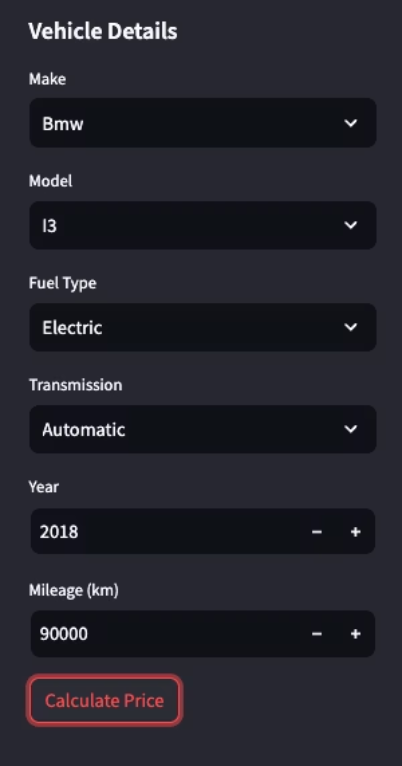 Vehicle Details
Make
Bmw
Model
I3
Fuel Type
Electric
Transmission
Automatic
Year
2018 − +
Mileage (km)
90000 − +
Calculate Price